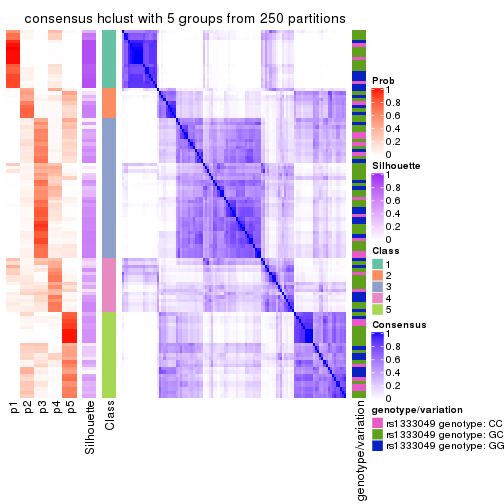 consensus hclust with 5 groups from 250 partitions
Prob
1
0.8
0.6
0.4
0.2
0
Silhouette
1
0.8
0.6
0.4
0.2
0
Class
1
2
3
4
5
Consensus
1
0.8
0.6
0.4
0.2
0
genotype/variation
rs1333049 genotype: CC
rs1333049 genotype: GC
rs1333049 genotype: GG
p1
p2
p3
p4
p5
Silhouette
Class
genotype/variation